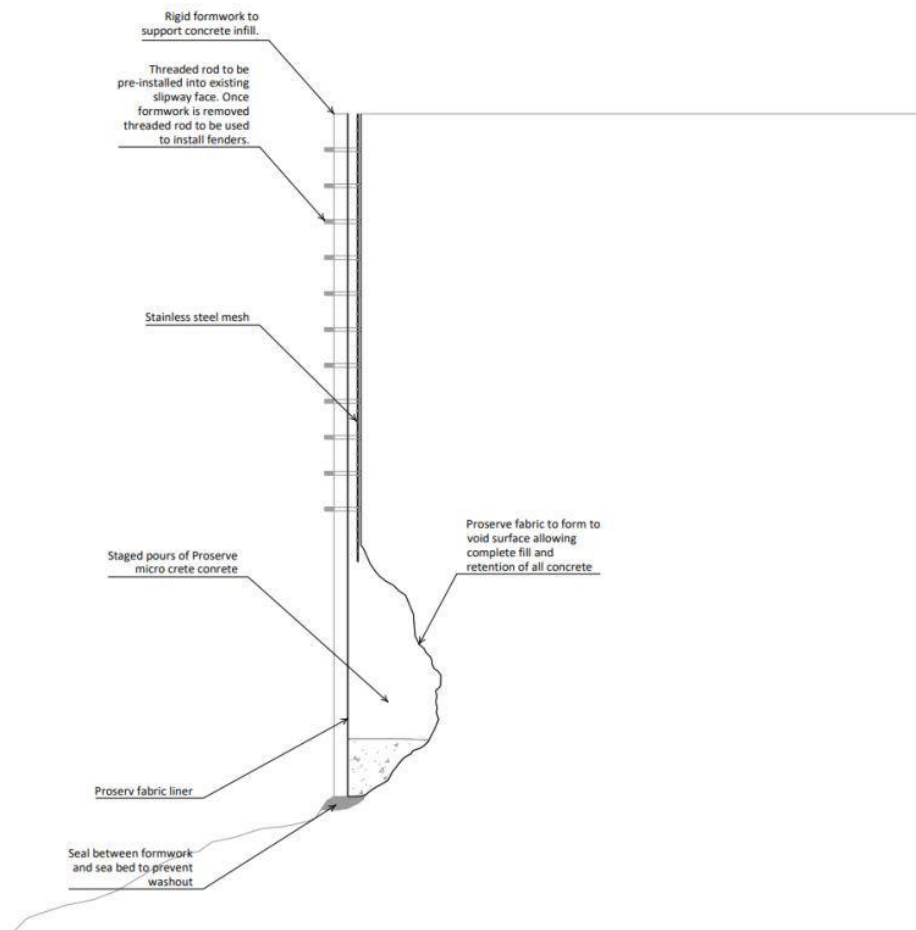 Rigid formwork to
support concrete infill.
Threaded rod to be
pre-installed into existing
slipway face. Once
formwork is removed
threaded rod to be used
to install fenders.
Stainless steel mesh
Proserve fabric to form to
void surface allowing
complete fill and
retention of all concrete
Staged pours of Proserve
micro crete conrete
Proserv fabric liner
Seal between formwork
and sea bed to prevent
washout